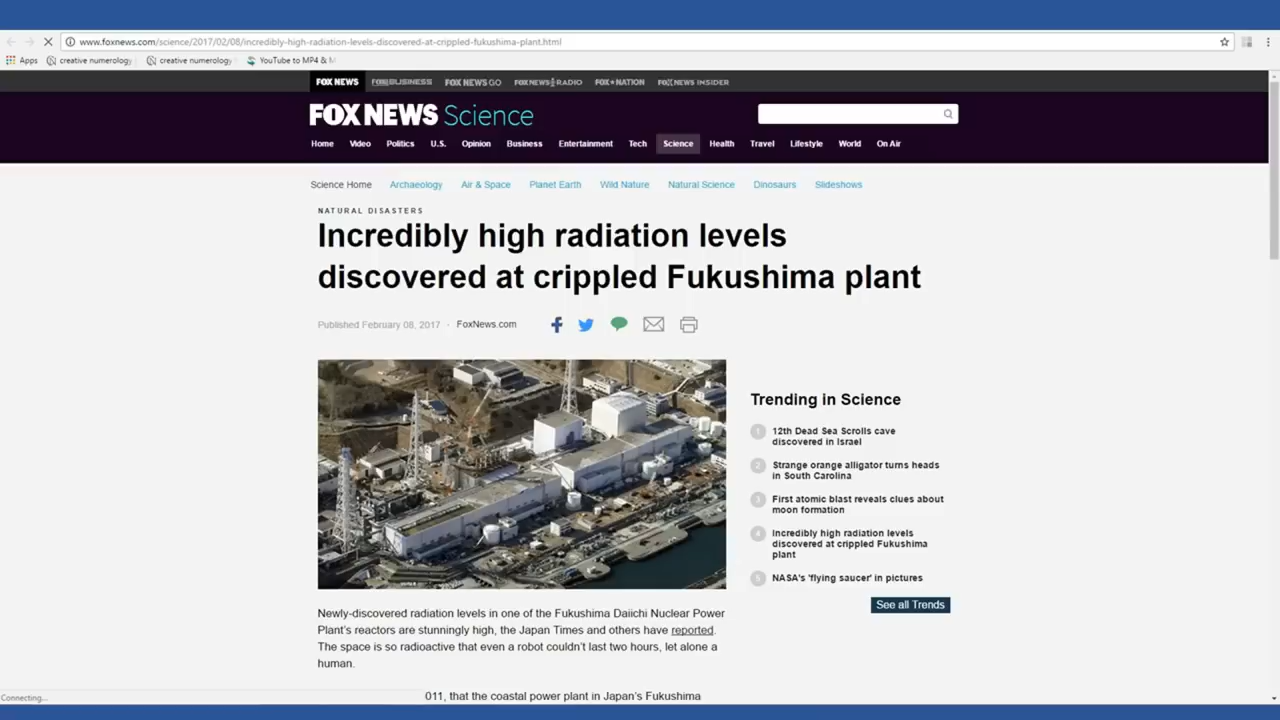 www.foxnews.com/science/2017/02/08/incredibly-high-radiation-levels-discovered-at-crippled-fukushima-plant.html
Apps creative numerology creative numerology YouTube to MP4 & M
FOX NEWS FOX BUSINESS FOX NEWS GO FOX NEWS RADIO FOX NATION FOX NEWS INSIDER
FOX NEWS Science
Home Video Politics U.S. Opinion Business Entertainment Tech Science Health Travel Lifestyle World On Air
Science Home Archaeology Air & Space Planet Earth Wild Nature Natural Science Dinosaurs Slideshows
NATURAL DISASTERS
Incredibly high radiation levels
discovered at crippled Fukushima plant
Published February 08, 2017 · FoxNews.com
Trending in Science
1 12th Dead Sea Scrolls cave
discovered in Israel
2 Strange orange alligator turns heads
in South Carolina
3 First atomic blast reveals clues about
moon formation
4 Incredibly high radiation levels
discovered at crippled Fukushima
plant
5 NASA's 'flying saucer' in pictures
See all Trends
Newly-discovered radiation levels in one of the Fukushima Daiichi Nuclear Power
Plant's reactors are stunningly high, the Japan Times and others have reported.
The space is so radioactive that even a robot couldn't last two hours, let alone a
human.
011, that the coastal power plant in Japan's Fukushima
Connecting...